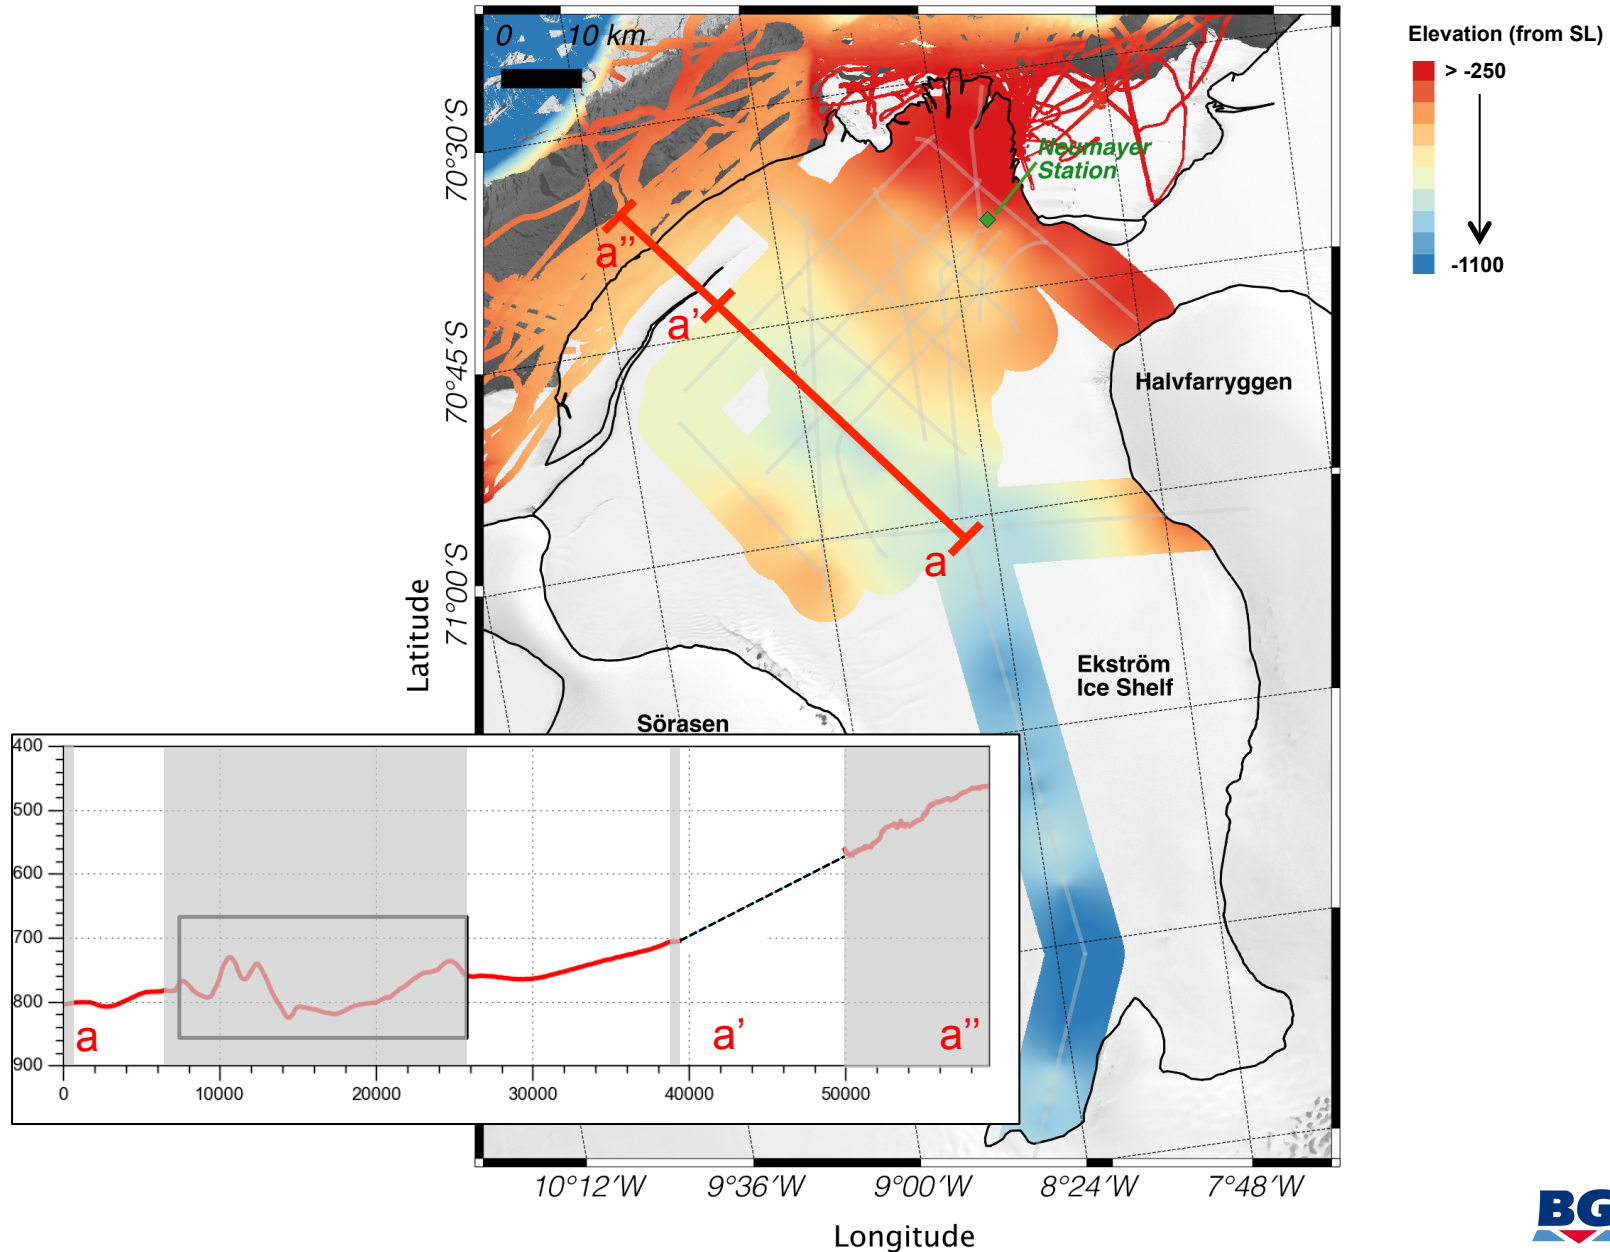 0 10 km
Elevation (from SL)
> -250
-1100
70°30'S
70°45'S
71°00'S
Latitude
Neumayer
Station
a''
a'
a
Halvfarryggen
Ekström
Ice Shelf
Sörasen
400
500
600
700
800
900
a
a'
a''
0 10000 20000 30000 40000 50000
10°12'W 9°36'W 9°00'W 8°24'W 7°48'W
Longitude
BG